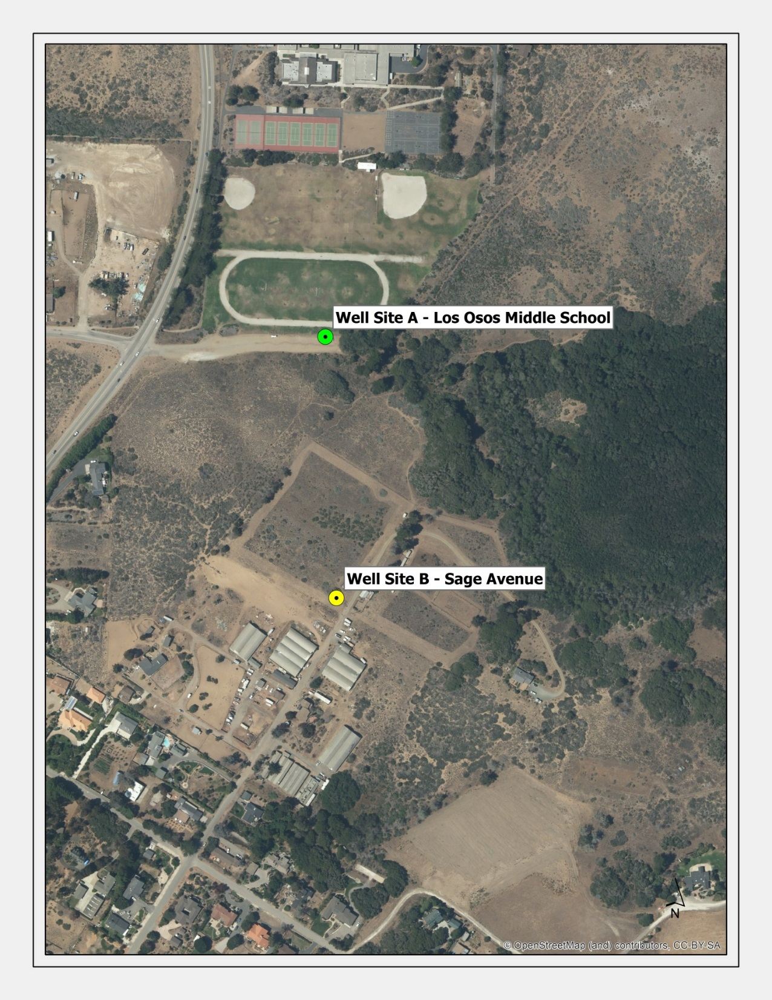 Well Site A - Los Osos Middle School
Well Site B - Sage Avenue
N
© OpenStreetMap (and) contributors, CC-BY-SA